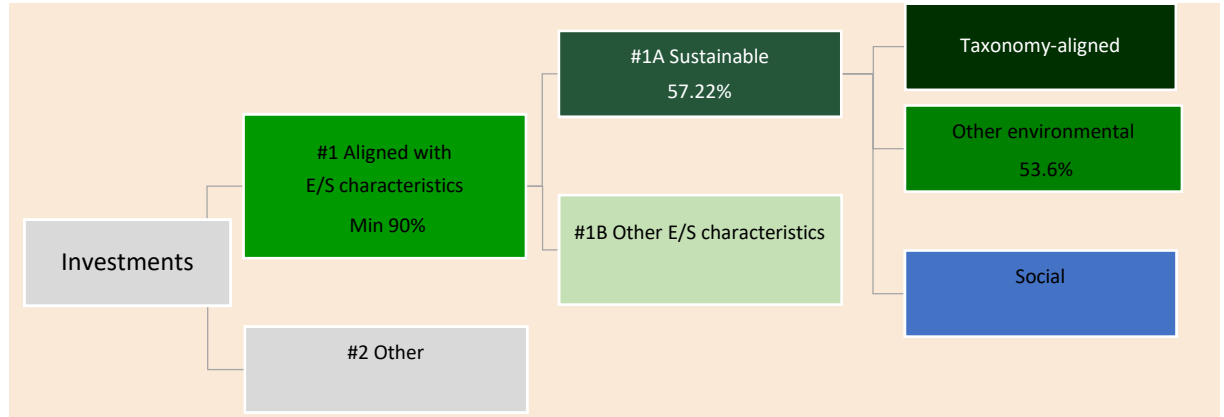 Investments
#1 Aligned with
E/S characteristics
Min 90%
#2 Other
#1A Sustainable
57.22%
#1B Other E/S characteristics
Taxonomy-aligned
Other environmental
53.6%
Social